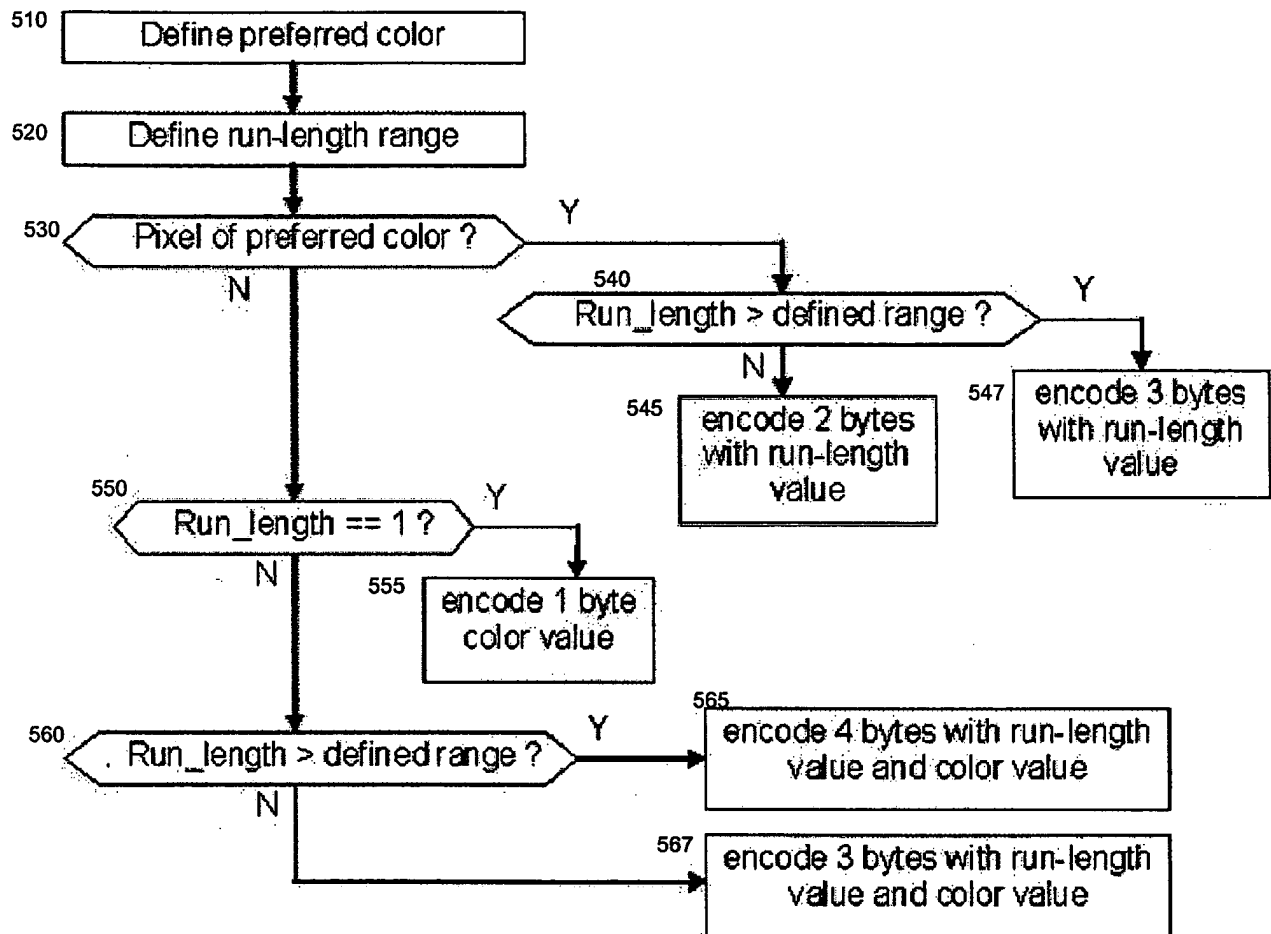 510
Define preferred color
520
Define run-length range
530
Pixel of preferred color ?
Y
N
540
Run_length > defined range ?
Y
N
545
encode 2 bytes
with run-length
value
547
encode 3 bytes
with run-length
value
550
Run_length == 1 ?
Y
N
555
encode 1 byte
color value
560
Run_length > defined range ?
Y
N
565
encode 4 bytes with run-length
value and color value
567
encode 3 bytes with run-length
value and color value